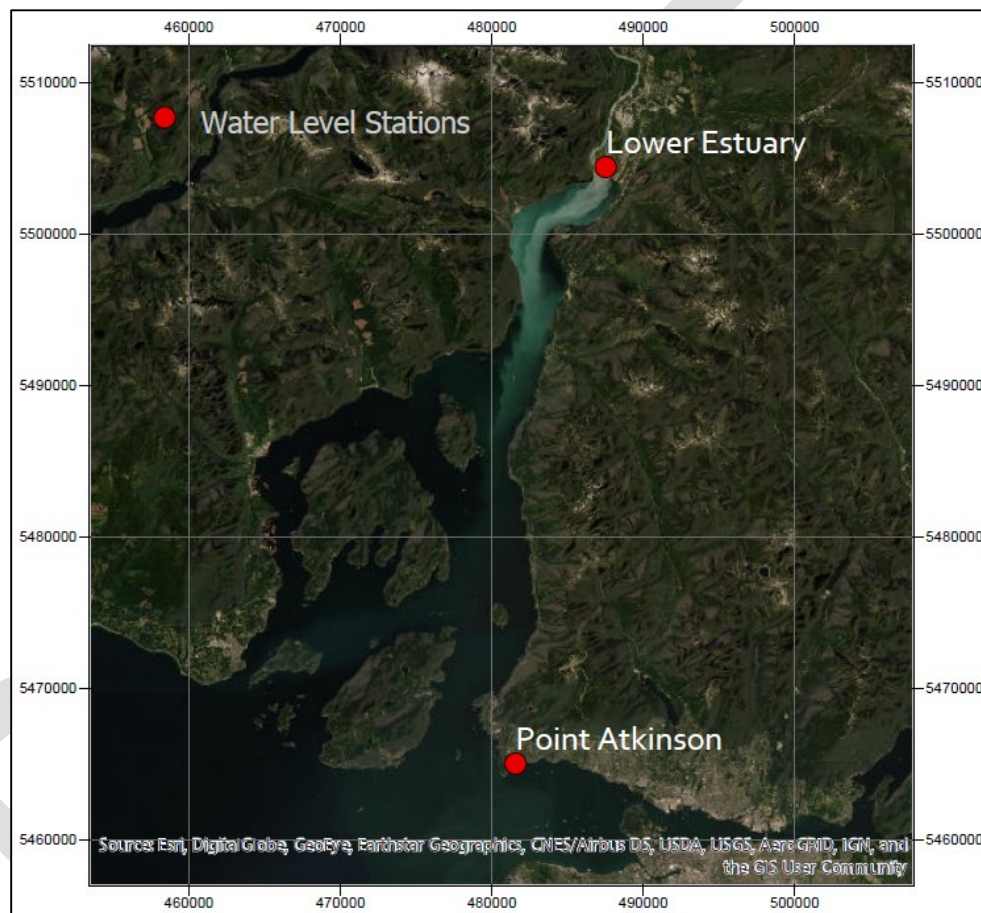 460000 470000 480000 490000 500000
5510000 5510000
Water Level Stations
Lower Estuary
5500000 5500000
5490000 5490000
5480000 5480000
5470000 5470000
Point Atkinson
5460000 5460000
Source: Esri, DigitalGlobe, GeoEye, Earthstar Geographics, CNES/Airbus DS, USDA, USGS, AeroGRID, IGN, and
the GIS User Community
460000 470000 480000 490000 500000